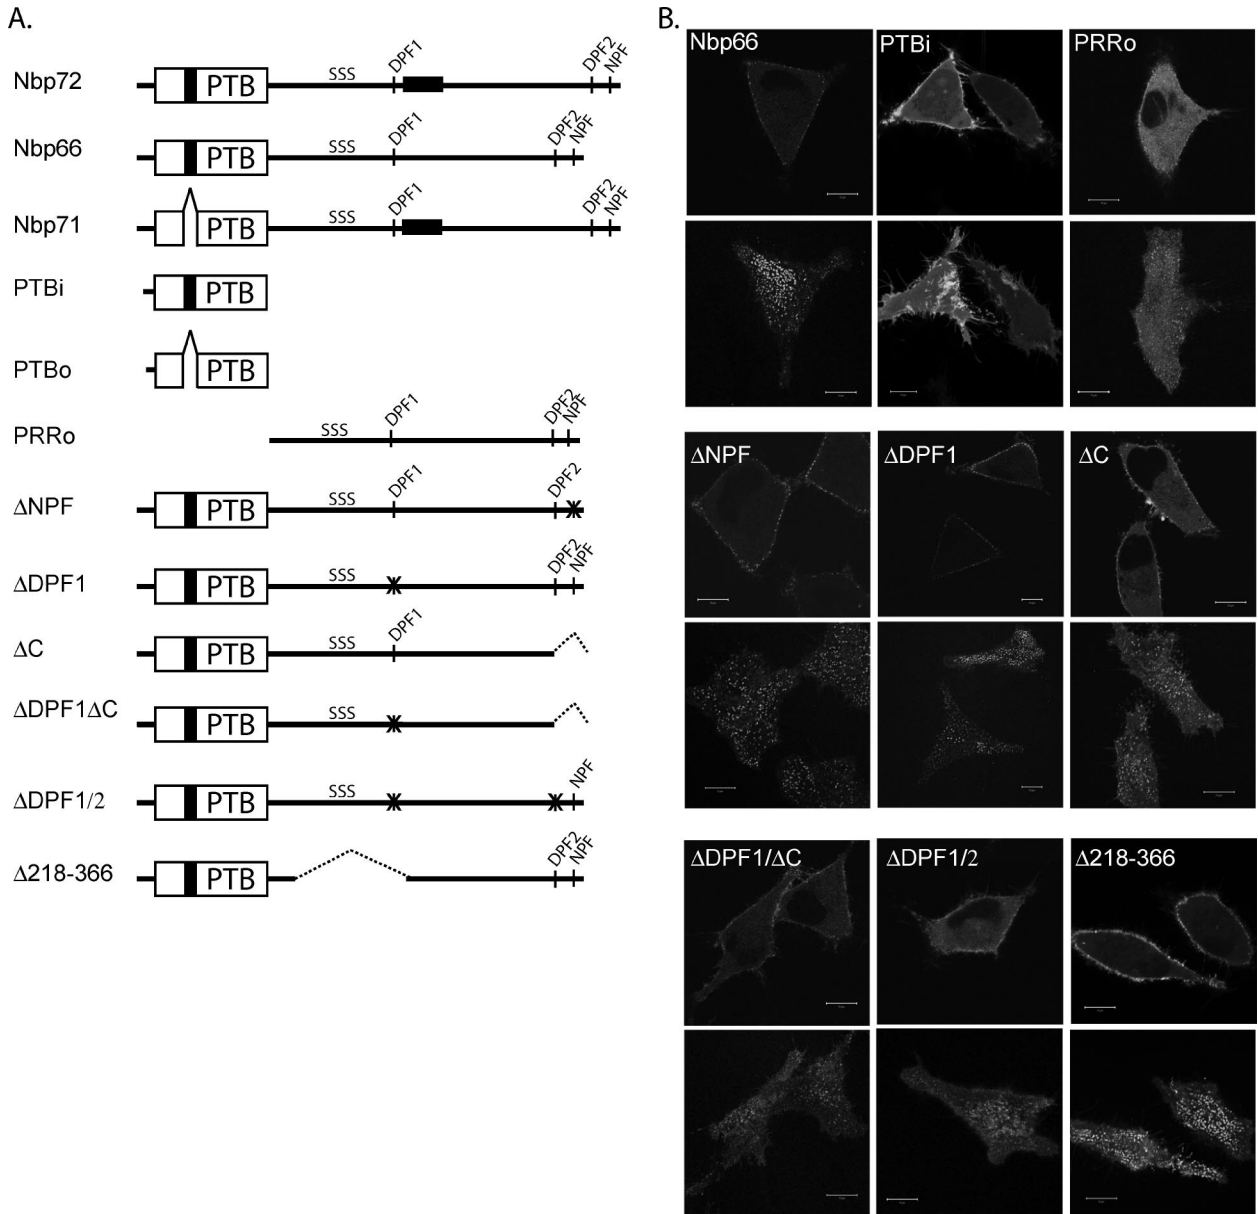 A.
Nbp72
PTB
SSS
DPF1
DPF2
NPF
Nbp66
PTB
SSS
DPF1
DPF2
NPF
Nbp71
PTB
SSS
DPF1
DPF2
NPF
PTBi
PTB
PTBo
PTB
PRRo
SSS
DPF1
DPF2
NPF
ΔNPF
PTB
SSS
DPF1
DPF2
ΔDPF1
PTB
SSS
DPF2
NPF
ΔC
PTB
SSS
DPF1
ΔDPF1ΔC
PTB
SSS
ΔDPF1/2
PTB
SSS
NPF
Δ218-366
PTB
DPF2
NPF
B.
Nbp66
PTBi
PRRo
ΔNPF
ΔDPF1
ΔC
ΔDPF1/ΔC
ΔDPF1/2
Δ218-366